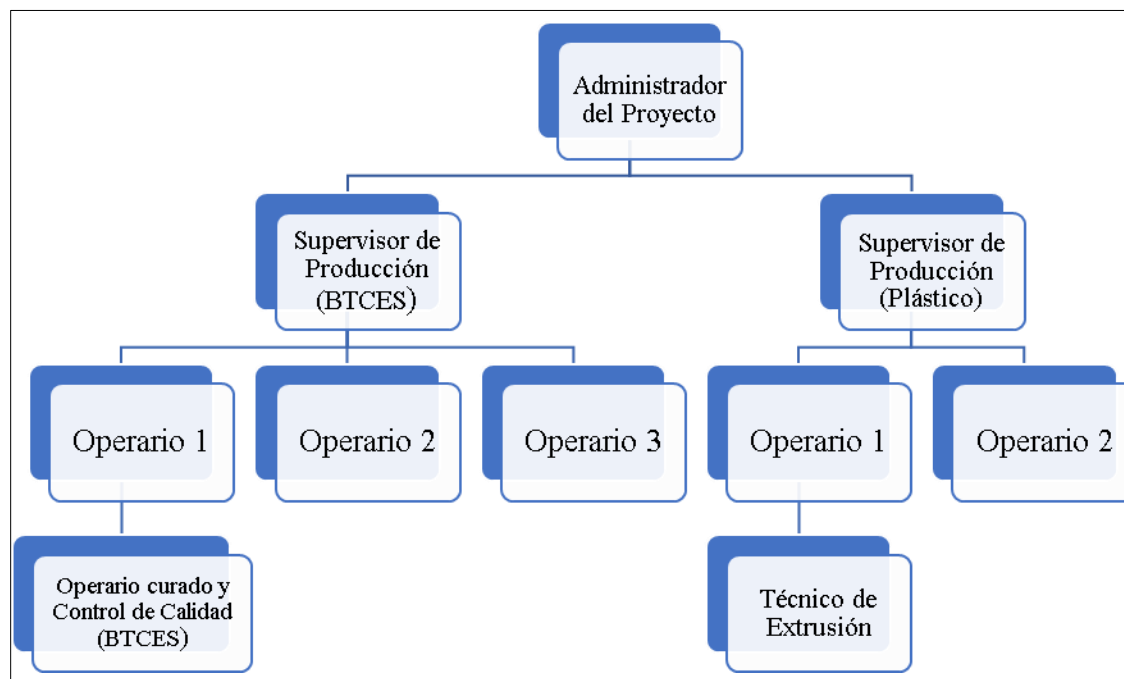 Administrador
del Proyecto
Supervisor de
Producción
(BTCES)
Supervisor de
Producción
(Plástico)
Operario 1
Operario 2
Operario 3
Operario 1
Operario 2
Operario curado y
Control de Calidad
(BTCES)
Técnico de
Extrusión